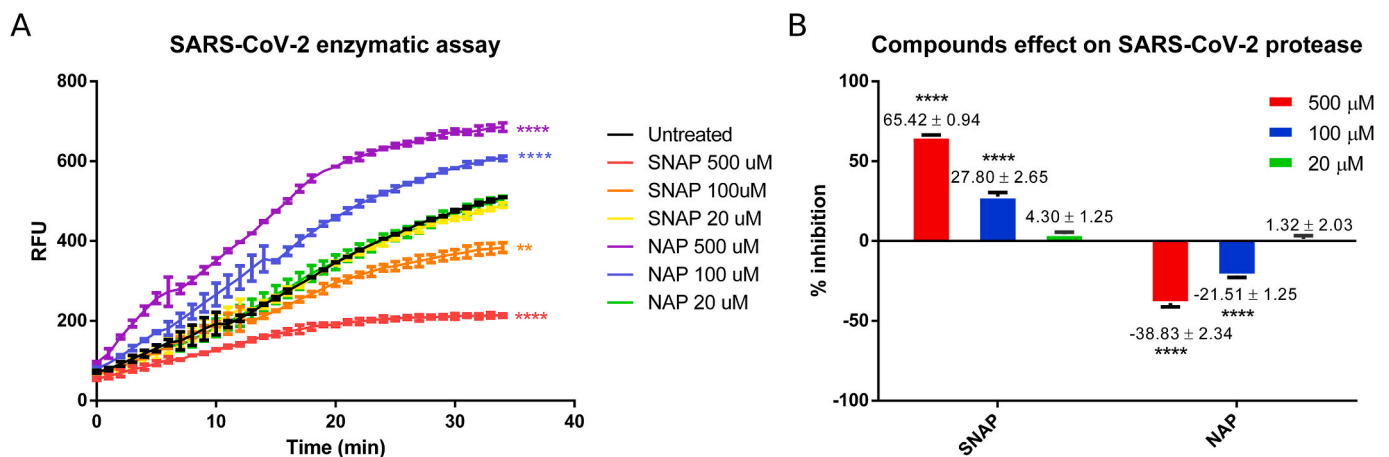 A
SARS-CoV-2 enzymatic assay
800
600
400
200
0
RFU
0
10
20
30
40
Time (min)
****
****
**
****
Untreated
SNAP 500 uM
SNAP 100uM
SNAP 20 uM
NAP 500 uM
NAP 100 uM
NAP 20 uM
B
Compounds effect on SARS-CoV-2 protease
100
50
0
-50
-100
% inhibition
****
65.42 ± 0.94
****
27.80 ± 2.65
4.30 ± 1.25
1.32 ± 2.03
-21.51 ± 1.25
****
-38.83 ± 2.34
****
SNAP
NAP
500 μM
100 μM
20 μM